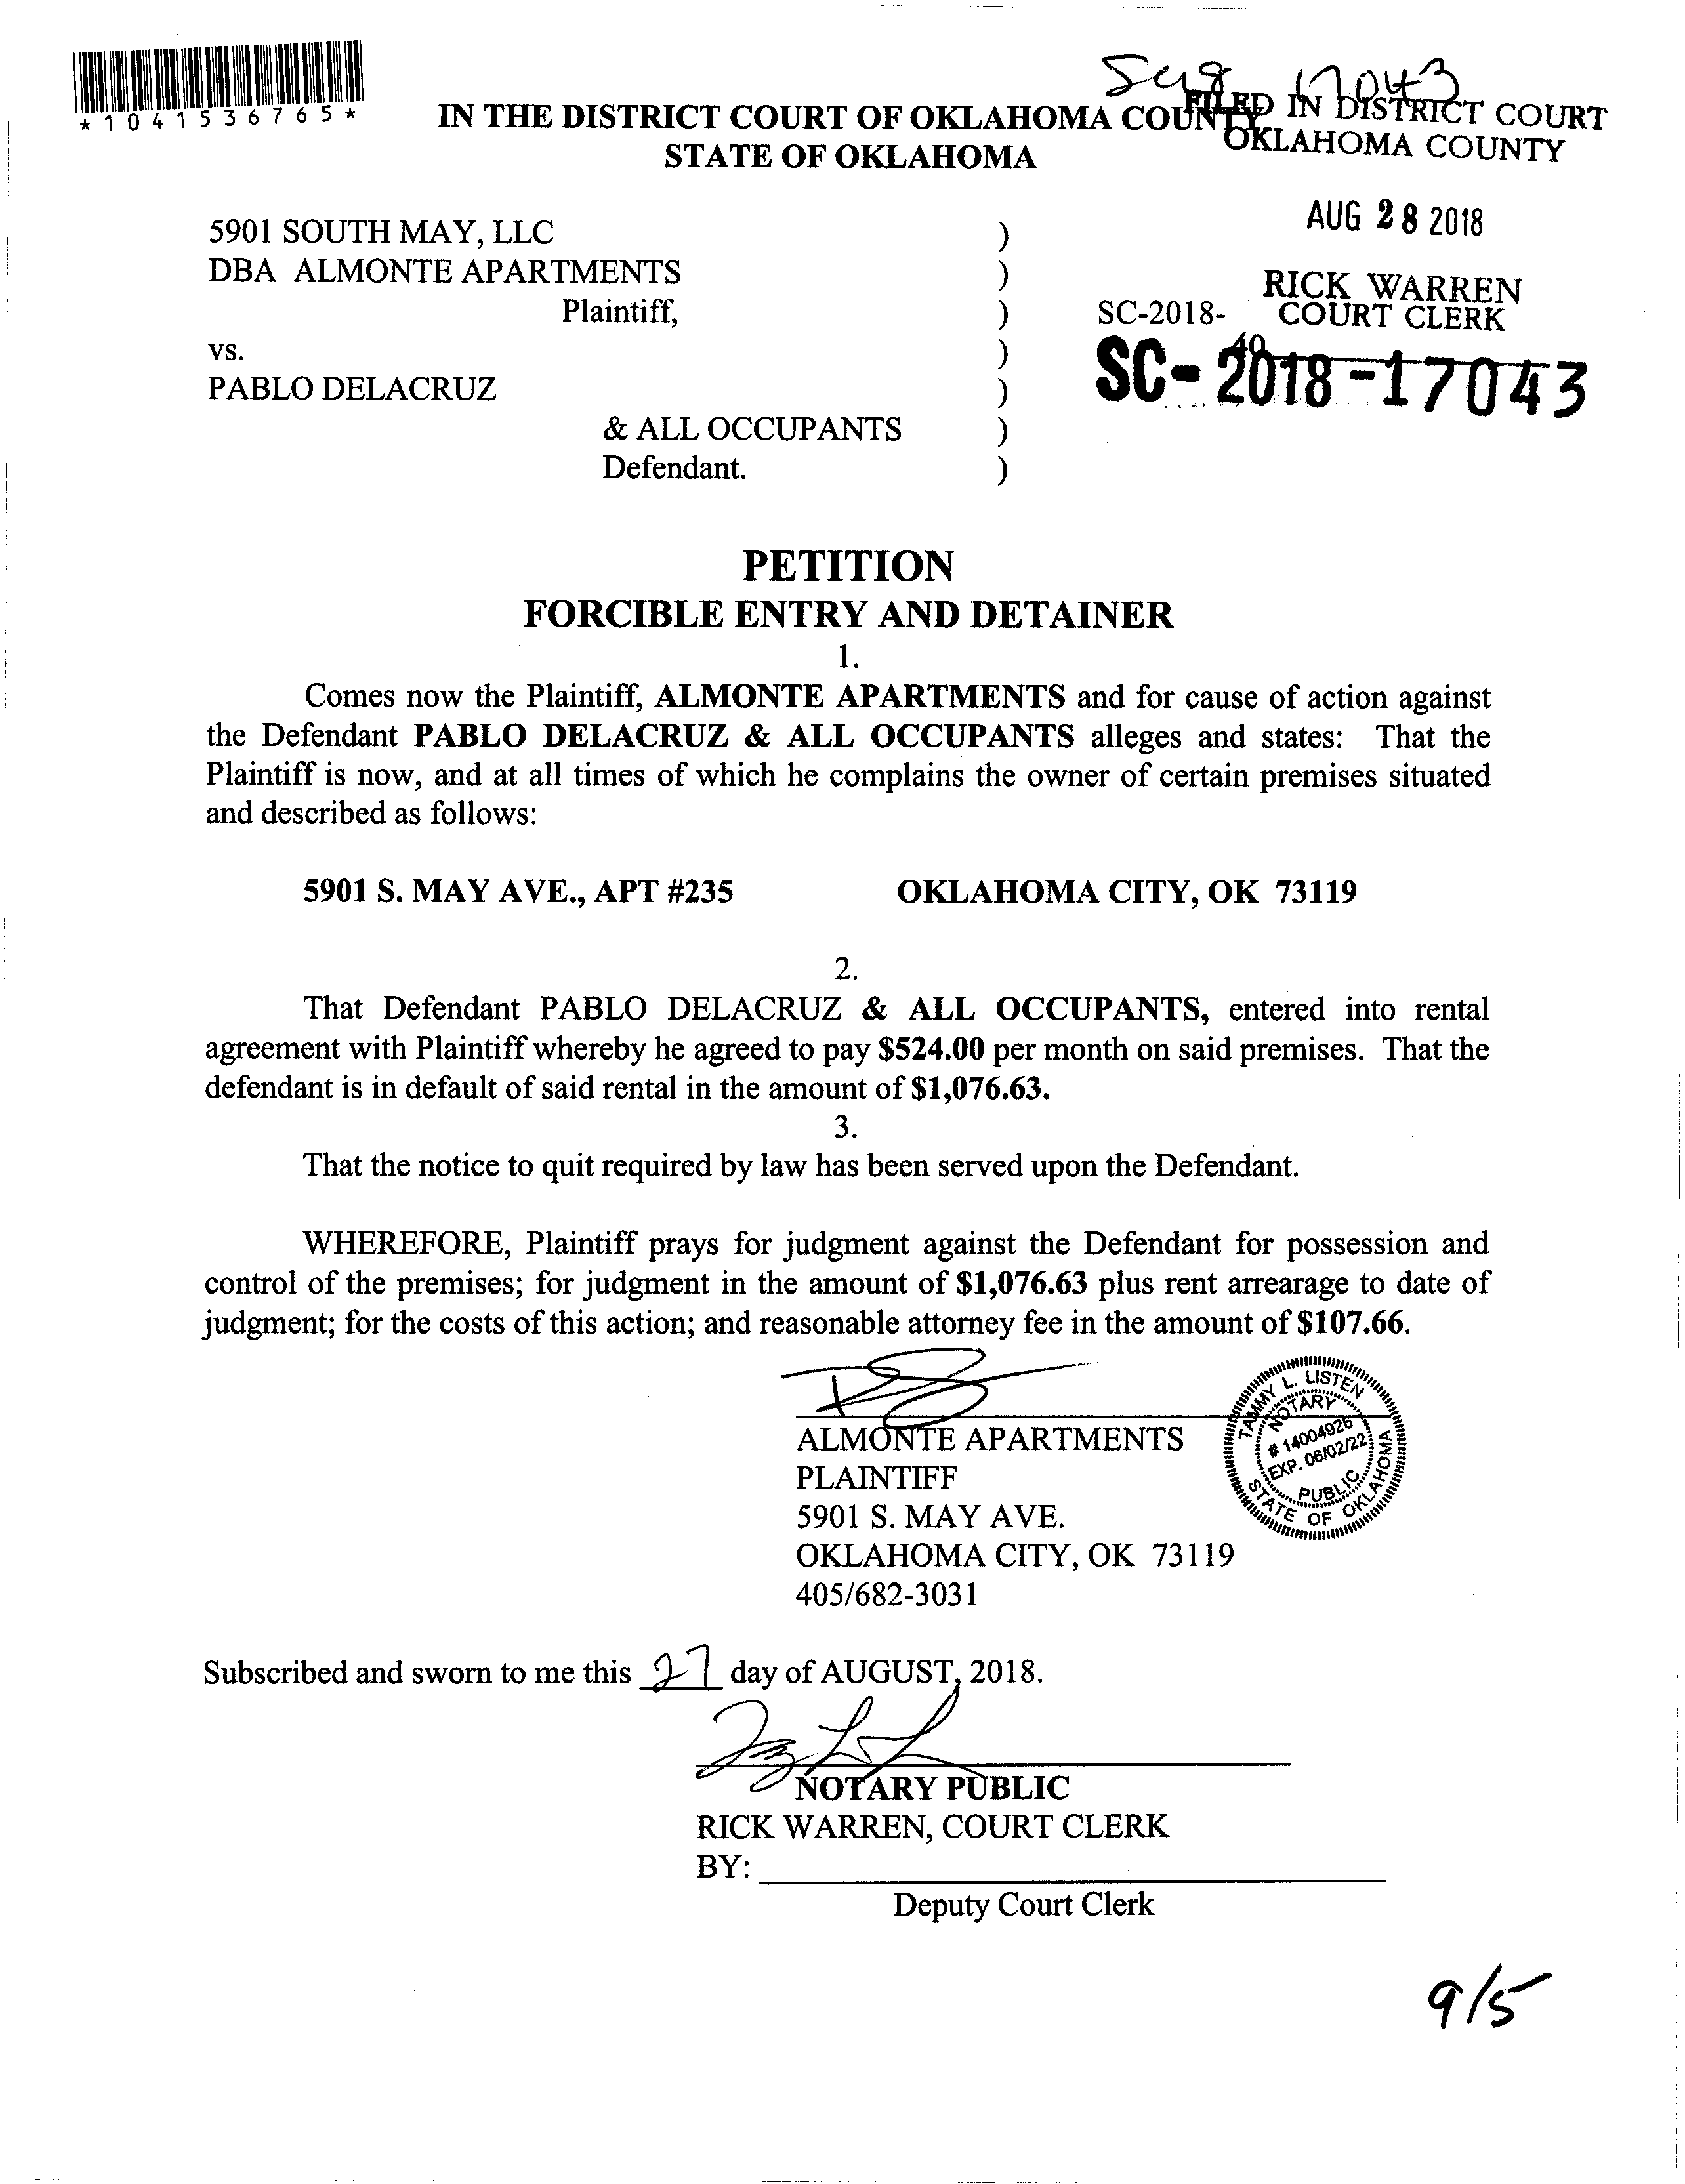 *1041536765*
17043
IN THE DISTRICT COURT OF OKLAHOMA COUNTY
STATE OF OKLAHOMA
FILED IN DISTRICT COURT
OKLAHOMA COUNTY
AUG 28 2018
RICK WARREN
COURT CLERK
5901 SOUTH MAY, LLC )
DBA ALMONTE APARTMENTS )
Plaintiff, ) SC-2018-
vs. )
SC-2018-17043
PABLO DELACRUZ )
& ALL OCCUPANTS )
Defendant. )
PETITION
FORCIBLE ENTRY AND DETAINER
1.
Comes now the Plaintiff, ALMONTE APARTMENTS and for cause of action against
the Defendant PABLO DELACRUZ & ALL OCCUPANTS alleges and states: That the
Plaintiff is now, and at all times of which he complains the owner of certain premises situated
and described as follows:
5901 S. MAY AVE., APT #235 OKLAHOMA CITY, OK 73119
2.
That Defendant PABLO DELACRUZ & ALL OCCUPANTS, entered into rental
agreement with Plaintiff whereby he agreed to pay $524.00 per month on said premises. That the
defendant is in default of said rental in the amount of $1,076.63.
3.
That the notice to quit required by law has been served upon the Defendant.
WHEREFORE, Plaintiff prays for judgment against the Defendant for possession and
control of the premises; for judgment in the amount of $1,076.63 plus rent arrearage to date of
judgment; for the costs of this action; and reasonable attorney fee in the amount of $107.66.
ALMONTE APARTMENTS
PLAINTIFF
5901 S. MAY AVE.
OKLAHOMA CITY, OK 73119
405/682-3031
TAMMY L. LISTEN
NOTARY
# 14004926
EXP. 06/02/22
PUBLIC
STATE OF OKLAHOMA
Subscribed and sworn to me this 27 day of AUGUST, 2018.
NOTARY PUBLIC
RICK WARREN, COURT CLERK
BY:
Deputy Court Clerk
9/5